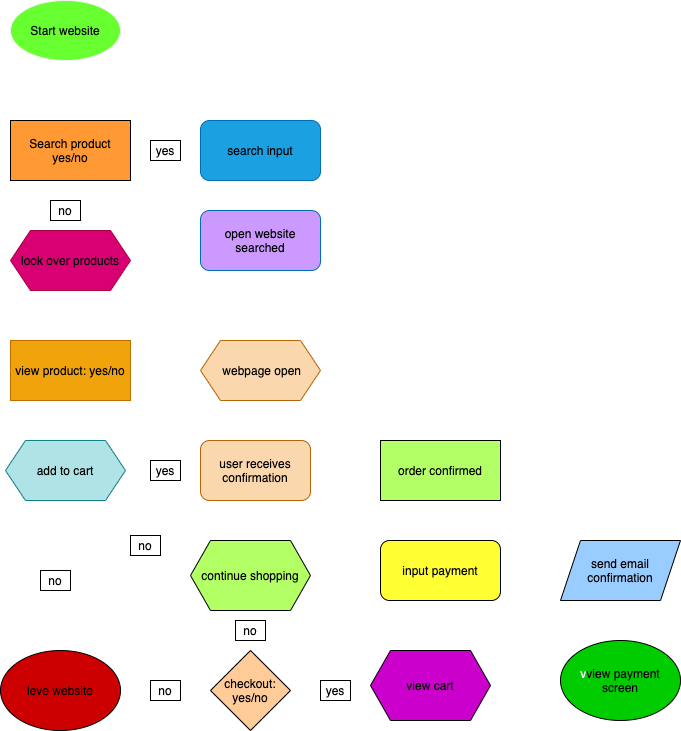 Start website
Search product
yes/no
yes
search input
no
look over products
open website
searched
view product: yes/no
webpage open
add to cart
yes
user receives
confirmation
order confirmed
no
no
continue shopping
input payment
send email
confirmation
no
leve website
no
checkout:
yes/no
yes
view cart
vview payment
screen